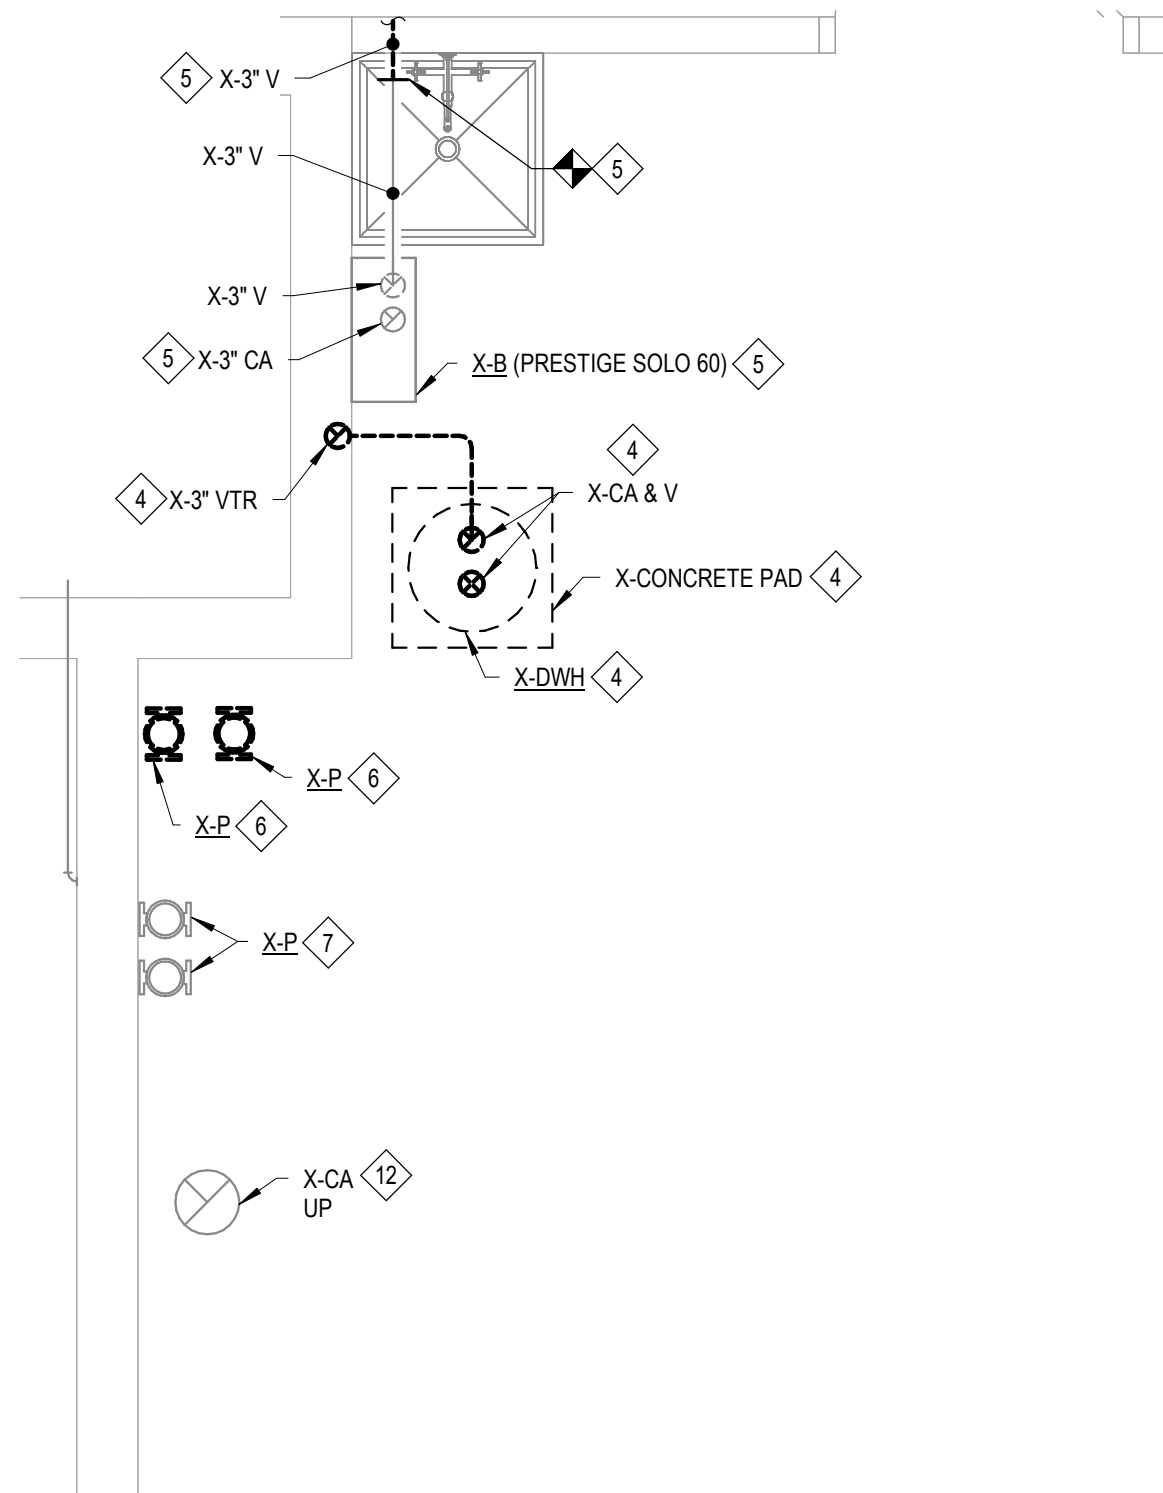 5 X-3" V
X-3" V
5
X-3" V
5 X-3" CA
X-B (PRESTIGE SOLO 60) 5
4
4 X-3" VTR
X-CA & V
X-CONCRETE PAD 4
X-DWH 4
X-P 6
X-P 6
X-P 7
X-CA 12
UP